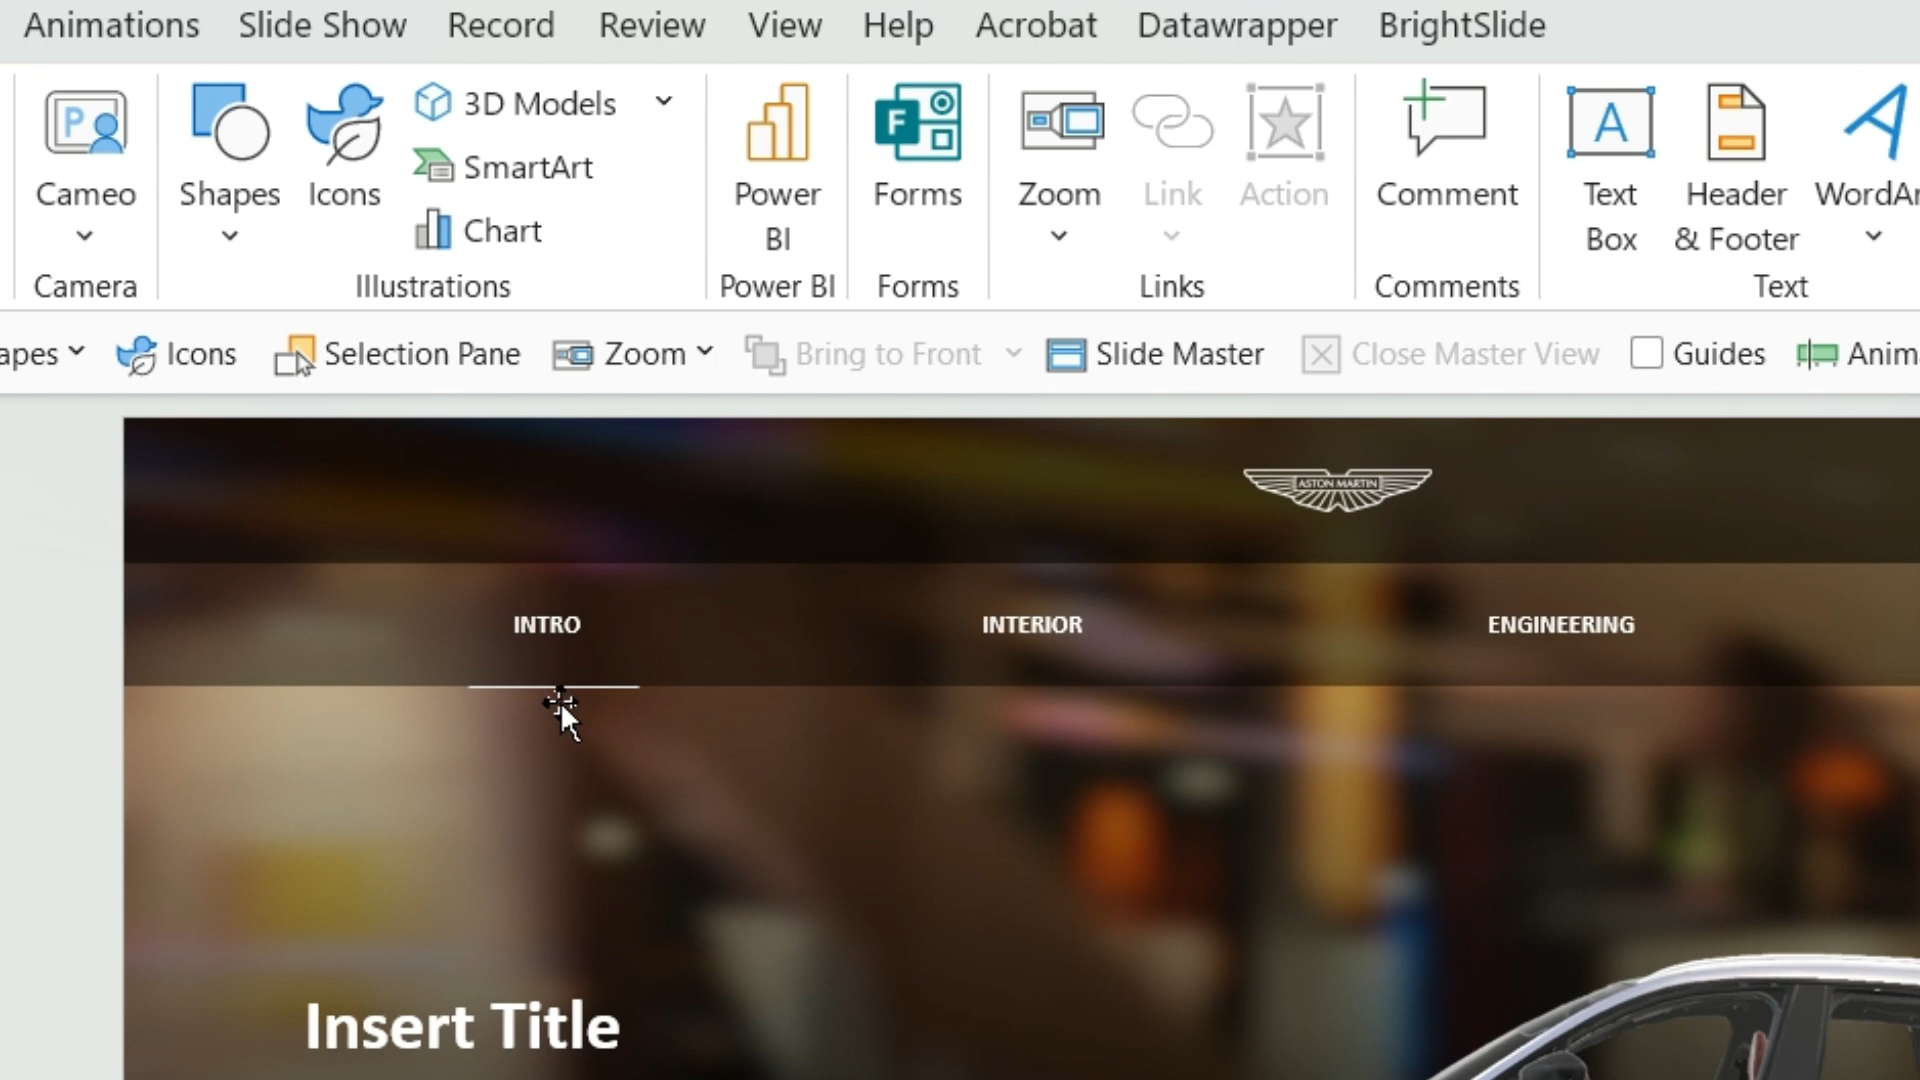 Animations Slide Show Record Review View Help Acrobat Datawrapper BrightSlide
Cameo
Shapes
Icons
3D Models
SmartArt
Chart
Power
BI
Forms
Zoom
Link
Action
Comment
Text
Box
Header
& Footer
WordAr
Camera
Illustrations
Power BI
Forms
Links
Comments
Text
apes Icons Selection Pane Zoom Bring to Front Slide Master Close Master View Guides Anim
ASTON MARTIN
INTRO INTERIOR ENGINEERING
Insert Title